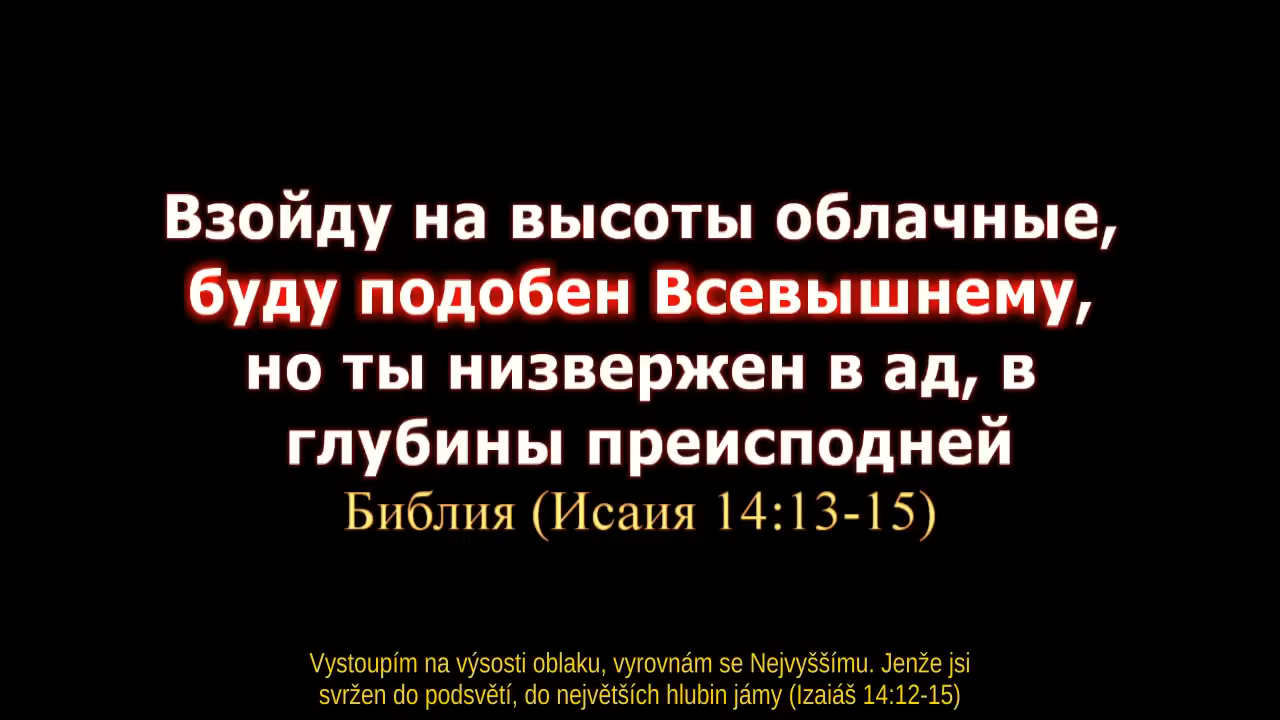 Взойду на высоты облачные,
буду подобен Всевышнему,
но ты низвержен в ад, в
глубины преисподней
Библия (Исаия 14:13-15)
Vystoupím na výsosti oblaku, vyrovnám se Nejvyššímu. Jenže jsi
svržen do podsvětí, do největších hlubin jámy (Izaiáš 14:12-15)